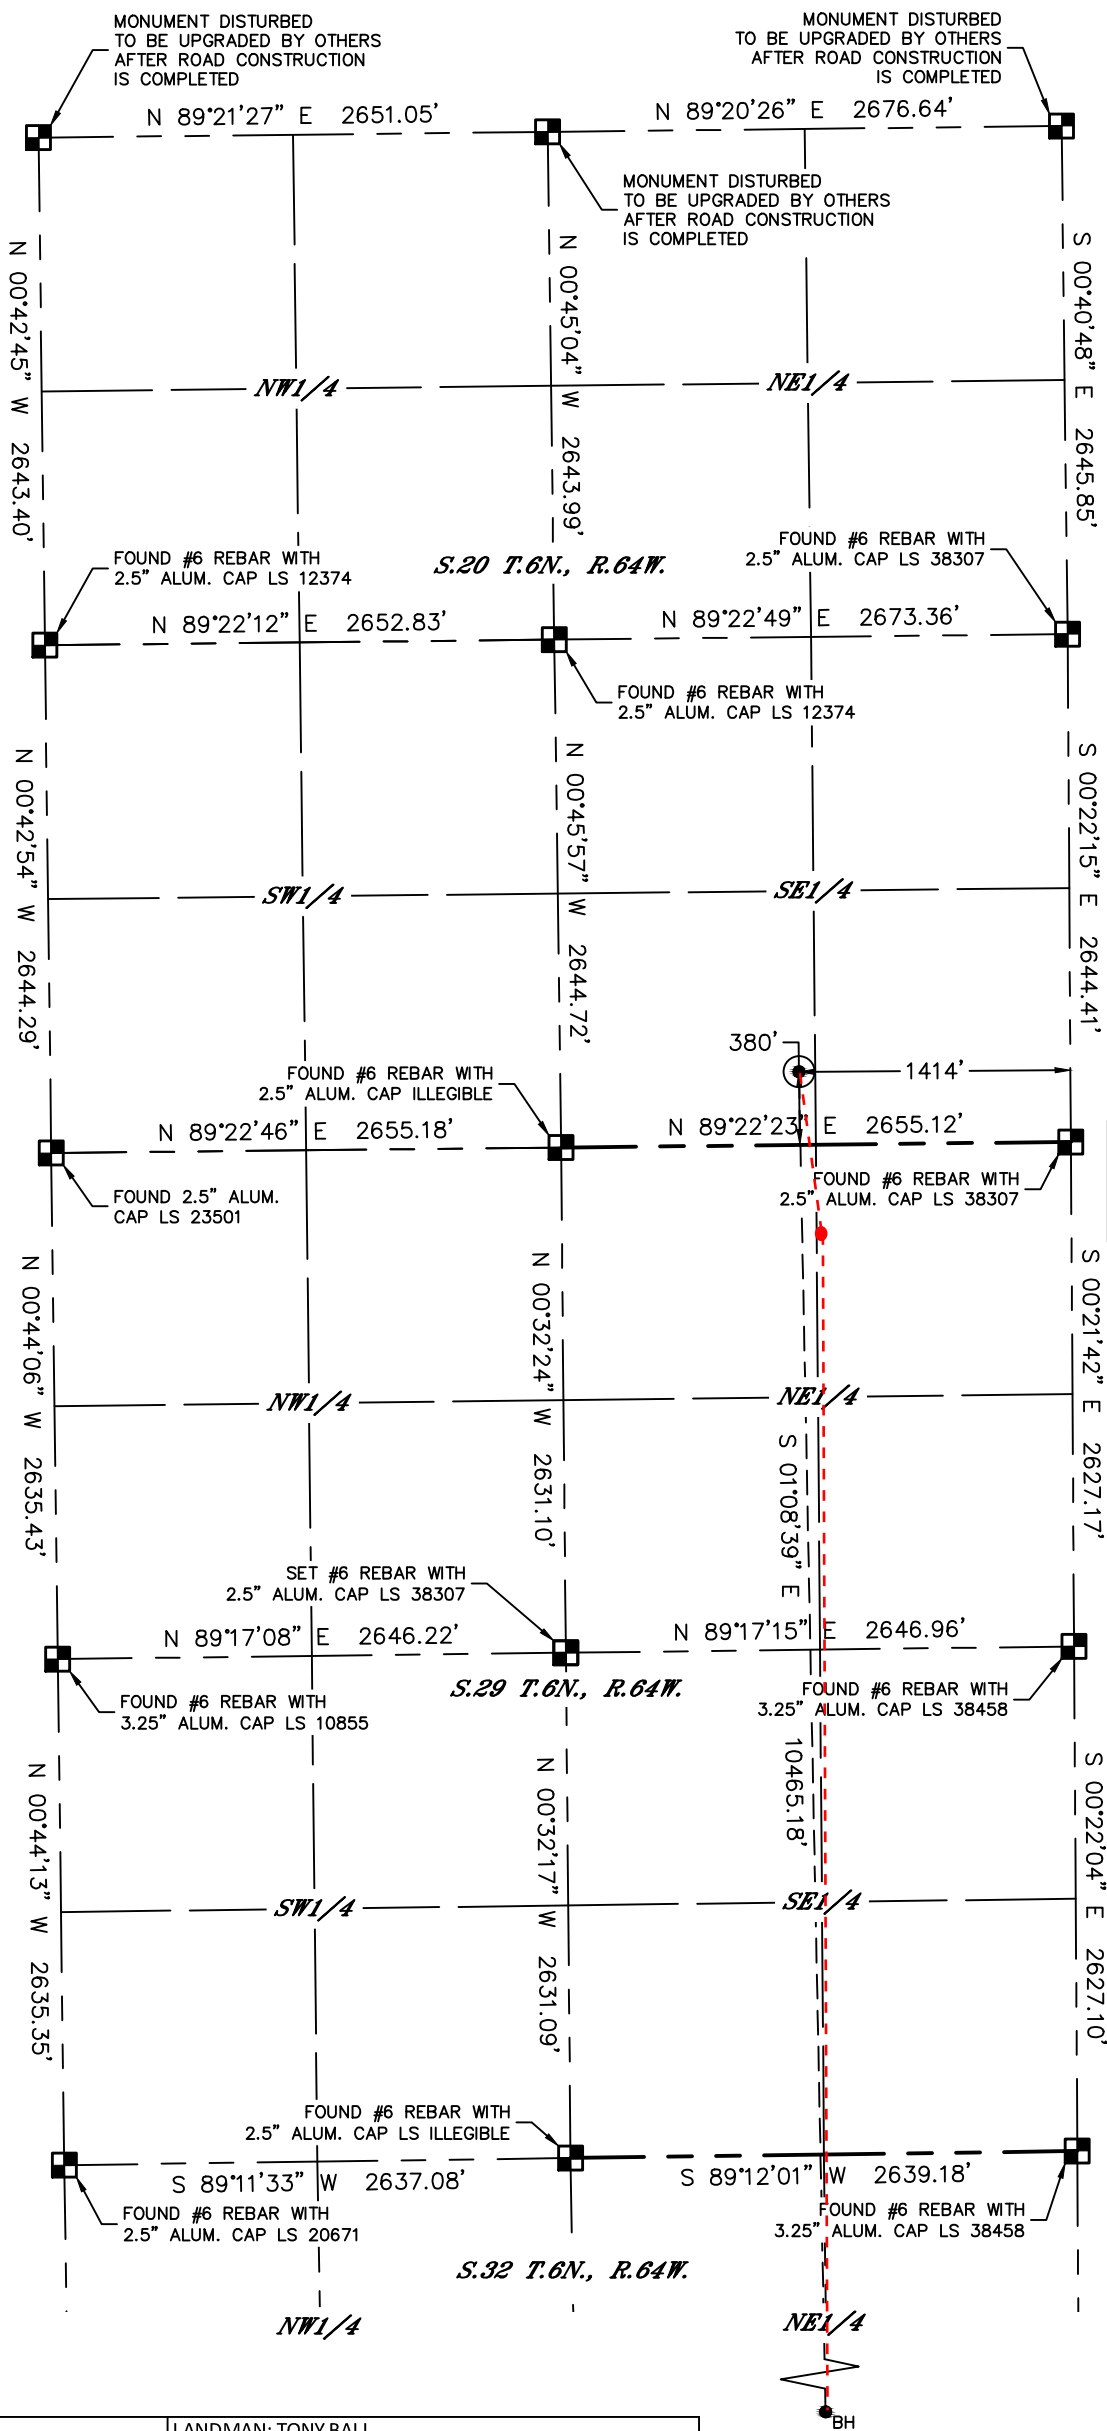 MONUMENT DISTURBED
TO BE UPGRADED BY OTHERS
AFTER ROAD CONSTRUCTION
IS COMPLETED
MONUMENT DISTURBED
TO BE UPGRADED BY OTHERS
AFTER ROAD CONSTRUCTION
IS COMPLETED
N 89°21'27" E 2651.05'
N 89°20'26" E 2676.64'
MONUMENT DISTURBED
TO BE UPGRADED BY OTHERS
AFTER ROAD CONSTRUCTION
IS COMPLETED
N 00°42'45" W 2643.40'
N 00°45'04" W 2643.99'
S 00°40'48" E 2645.85'
NW1/4
NE1/4
FOUND #6 REBAR WITH
2.5" ALUM. CAP LS 12374
S.20 T.6N., R.64W.
FOUND #6 REBAR WITH
2.5" ALUM. CAP LS 38307
N 89°22'12" E 2652.83'
N 89°22'49" E 2673.36'
FOUND #6 REBAR WITH
2.5" ALUM. CAP LS 12374
N 00°42'54" W 2644.29'
N 00°45'57" W 2644.72'
S 00°22'15" E 2644.41'
SW1/4
SE1/4
380'
1414'
FOUND #6 REBAR WITH
2.5" ALUM. CAP ILLEGIBLE
N 89°22'46" E 2655.18'
N 89°22'23" E 2655.12'
FOUND 2.5" ALUM.
CAP LS 23501
FOUND #6 REBAR WITH
2.5" ALUM. CAP LS 38307
N 00°44'06" W 2635.43'
N 00°32'24" W 2631.10'
S 00°21'42" E 2627.17'
NW1/4
NE1/4
S 01°08'39" E 10465.18'
SET #6 REBAR WITH
2.5" ALUM. CAP LS 38307
N 89°17'08" E 2646.22'
N 89°17'15" E 2646.96'
S.29 T.6N., R.64W.
FOUND #6 REBAR WITH
3.25" ALUM. CAP LS 10855
FOUND #6 REBAR WITH
3.25" ALUM. CAP LS 38458
N 00°44'13" W 2635.35'
N 00°32'17" W 2631.09'
S 00°22'04" E 2627.10'
SW1/4
SE1/4
FOUND #6 REBAR WITH
2.5" ALUM. CAP LS ILLEGIBLE
S 89°11'33" W 2637.08'
S 89°12'01" W 2639.18'
FOUND #6 REBAR WITH
2.5" ALUM. CAP LS 20671
FOUND #6 REBAR WITH
3.25" ALUM. CAP LS 38458
S.32 T.6N., R.64W.
NW1/4
NE1/4
BH
LANDMAN: TONY BALL